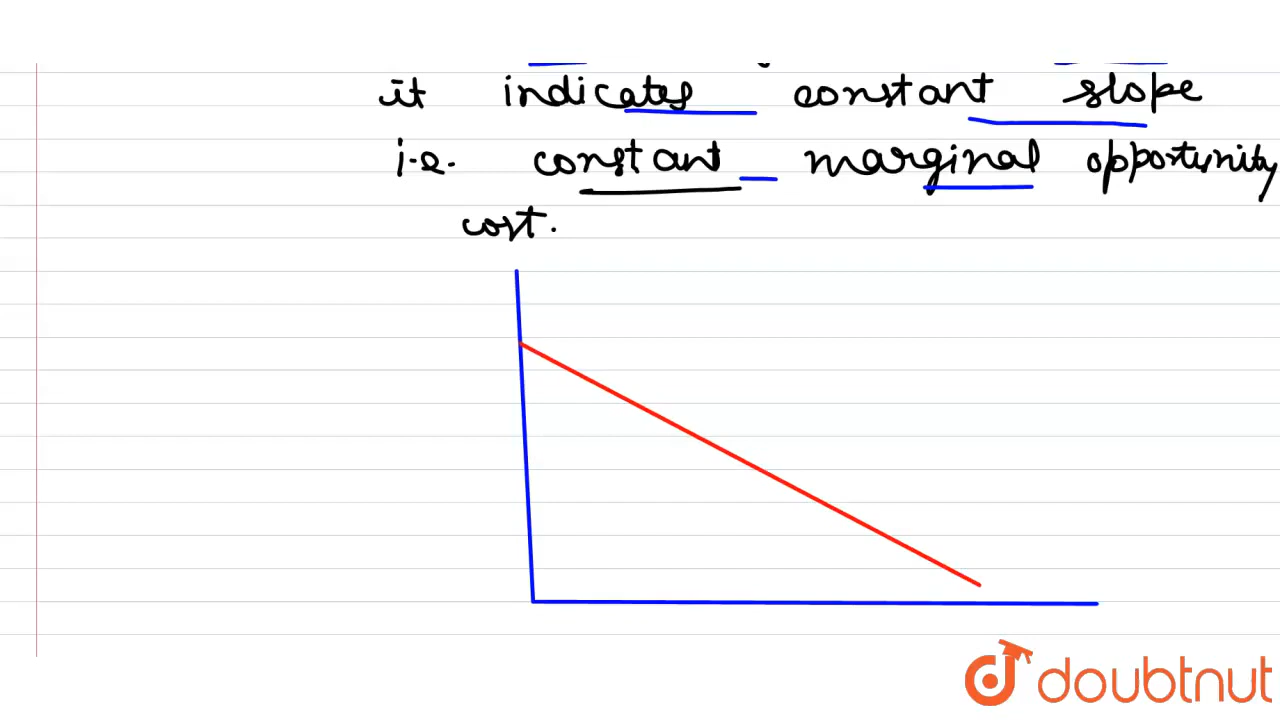 it indicates constant slope
i.e. constant marginal opportunity
cost.
doubtnut